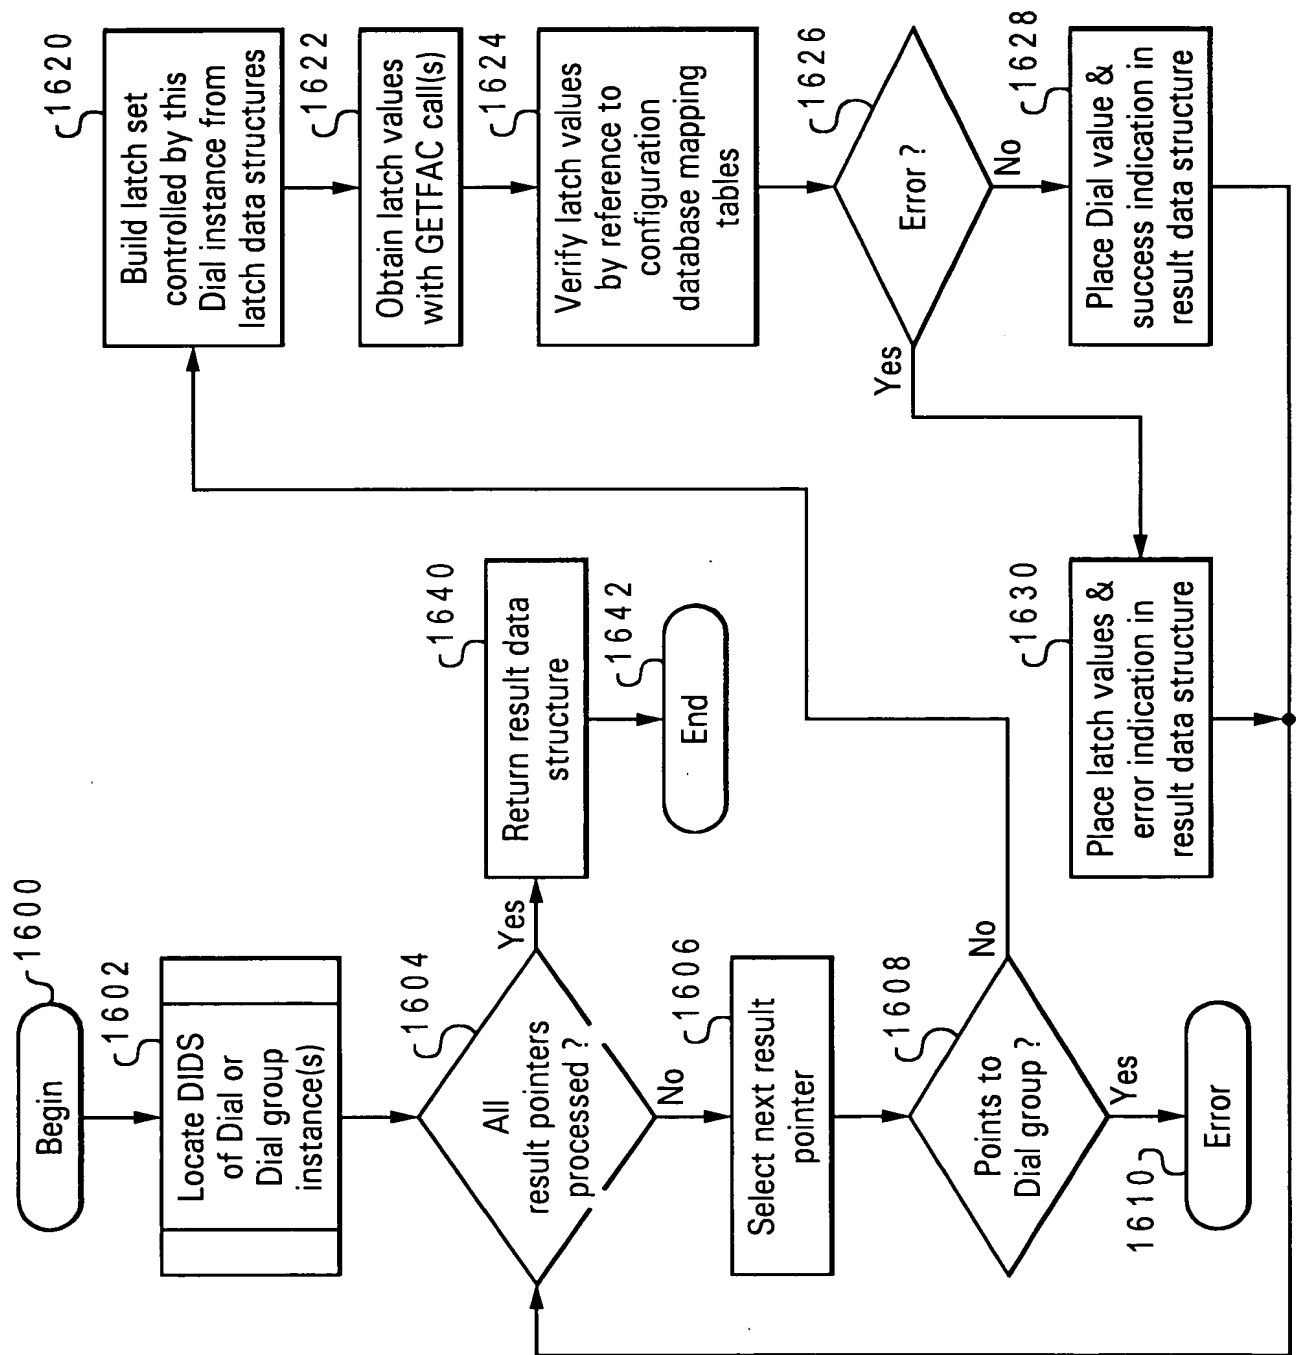 1600
Begin
1602
Locate DIDS
of Dial or
Dial group
instance(s)
1604
All
result pointers
processed ?
Yes
No
1606
Select next result
pointer
1608
Points to
Dial group ?
No
Yes
1610
Error
1640
Return result data
structure
1642
End
1620
Build latch set
controlled by this
Dial instance from
latch data structures
1622
Obtain latch values
with GETFAC call(s)
1624
Verify latch values
by reference to
configuration
database mapping
tables
1626
Error ?
Yes
No
1628
Place Dial value &
success indication in
result data structure
1630
Place latch values &
error indication in
result data structure